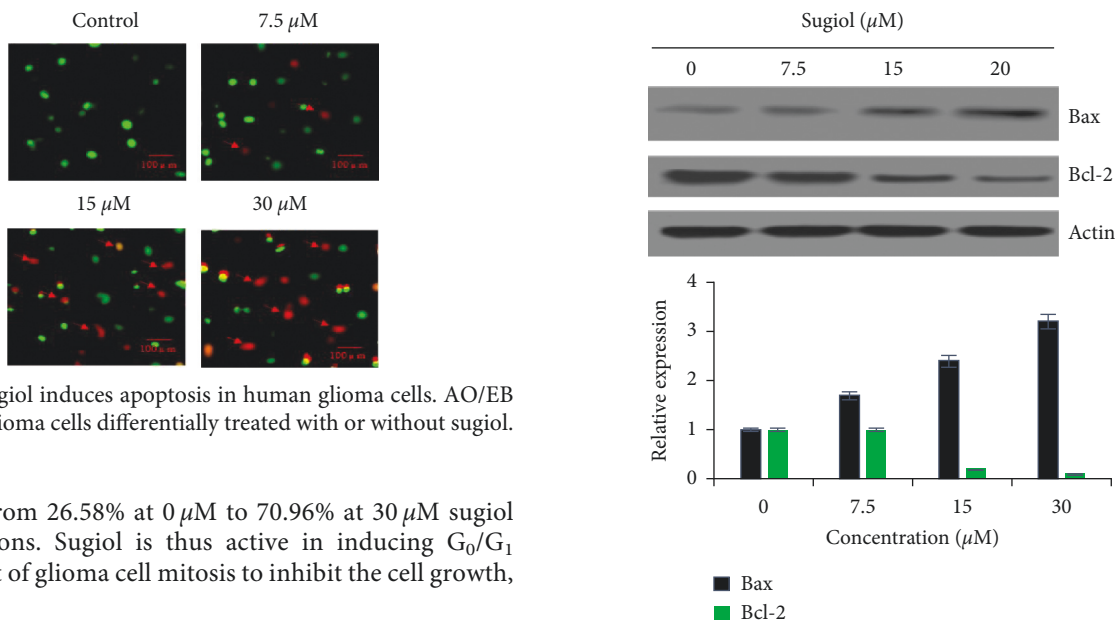 Control
7.5 μM
100 μm
100 μm
15 μM
30 μM
100 μm
100 μm
giol induces apoptosis in human glioma cells. AO/EB
ioma cells differentially treated with or without sugiol.
rom 26.58% at 0 μM to 70.96% at 30 μM sugiol
ons. Sugiol is thus active in inducing G₀/G₁
t of glioma cell mitosis to inhibit the cell growth,
Sugiol (μM)
0 7.5 15 20
Bax
Bcl-2
Actin
4
3
2
1
0
Relative expression
0 7.5 15 30
Concentration (μM)
Bax
Bcl-2